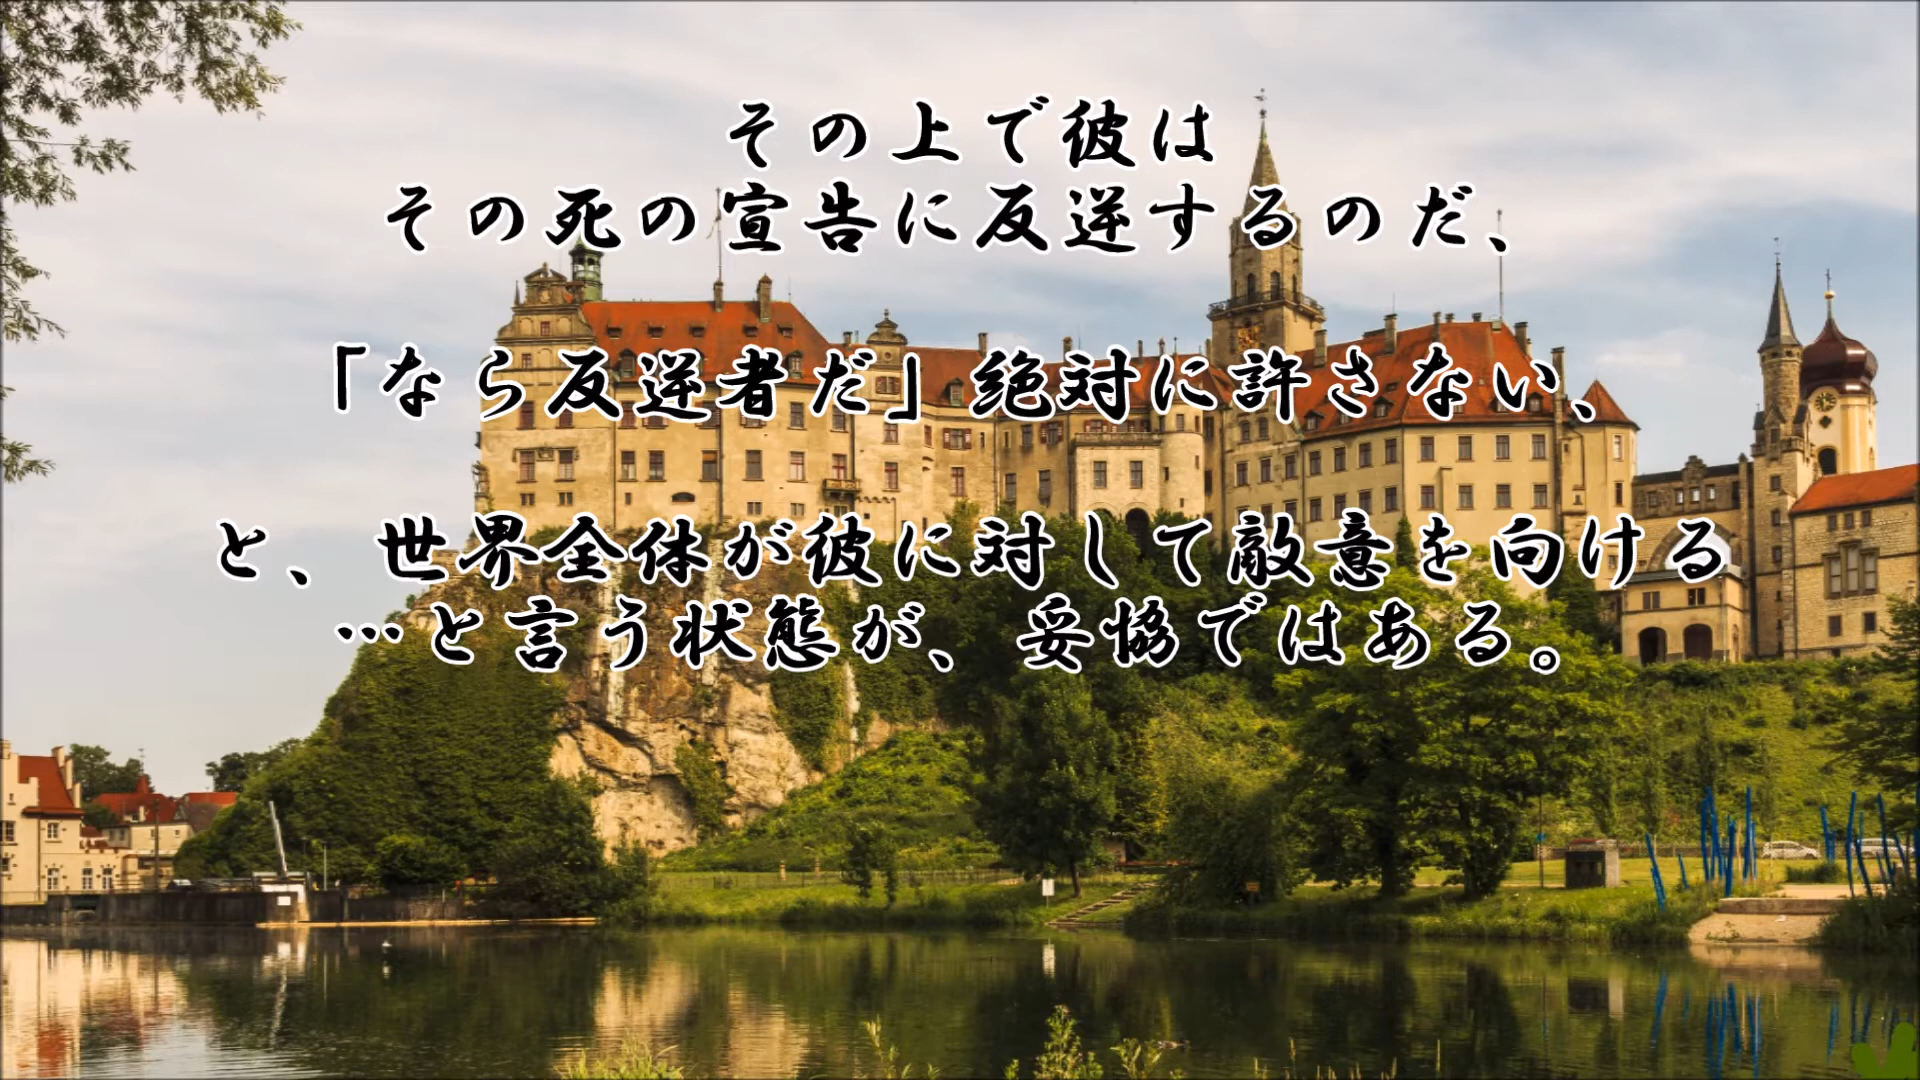 その上で彼は
その死の宣告に反逆するのだ、
「なら反逆者だ」絶対に許さない、
と、世界全体が彼に対して敵意を向ける
…と言う状態が、妥協ではある。